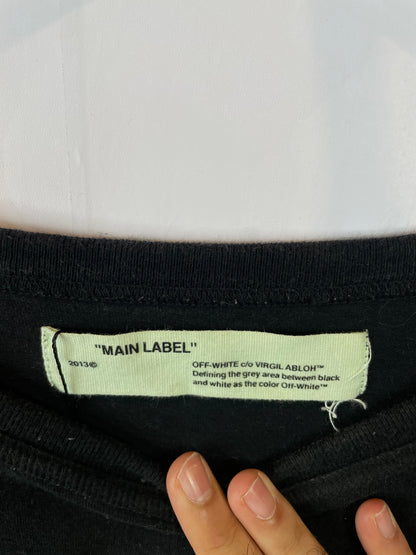 "MAIN LABEL"
2013©
OFF-WHITE c/o VIRGIL ABLOH™
Defining the grey area between black
and white as the color Off-White™